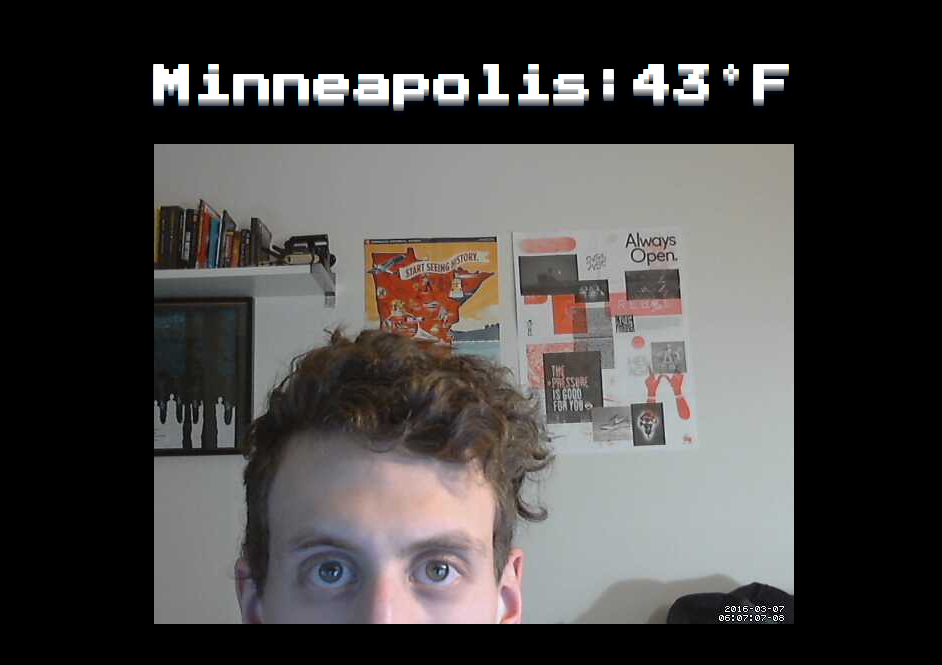 Minneapolis:43°F
START SEEING HISTORY.
Always
Open.
THE
PRESSURE
IS GOOD
FOR YOU
2016-03-07
06:07:07-08